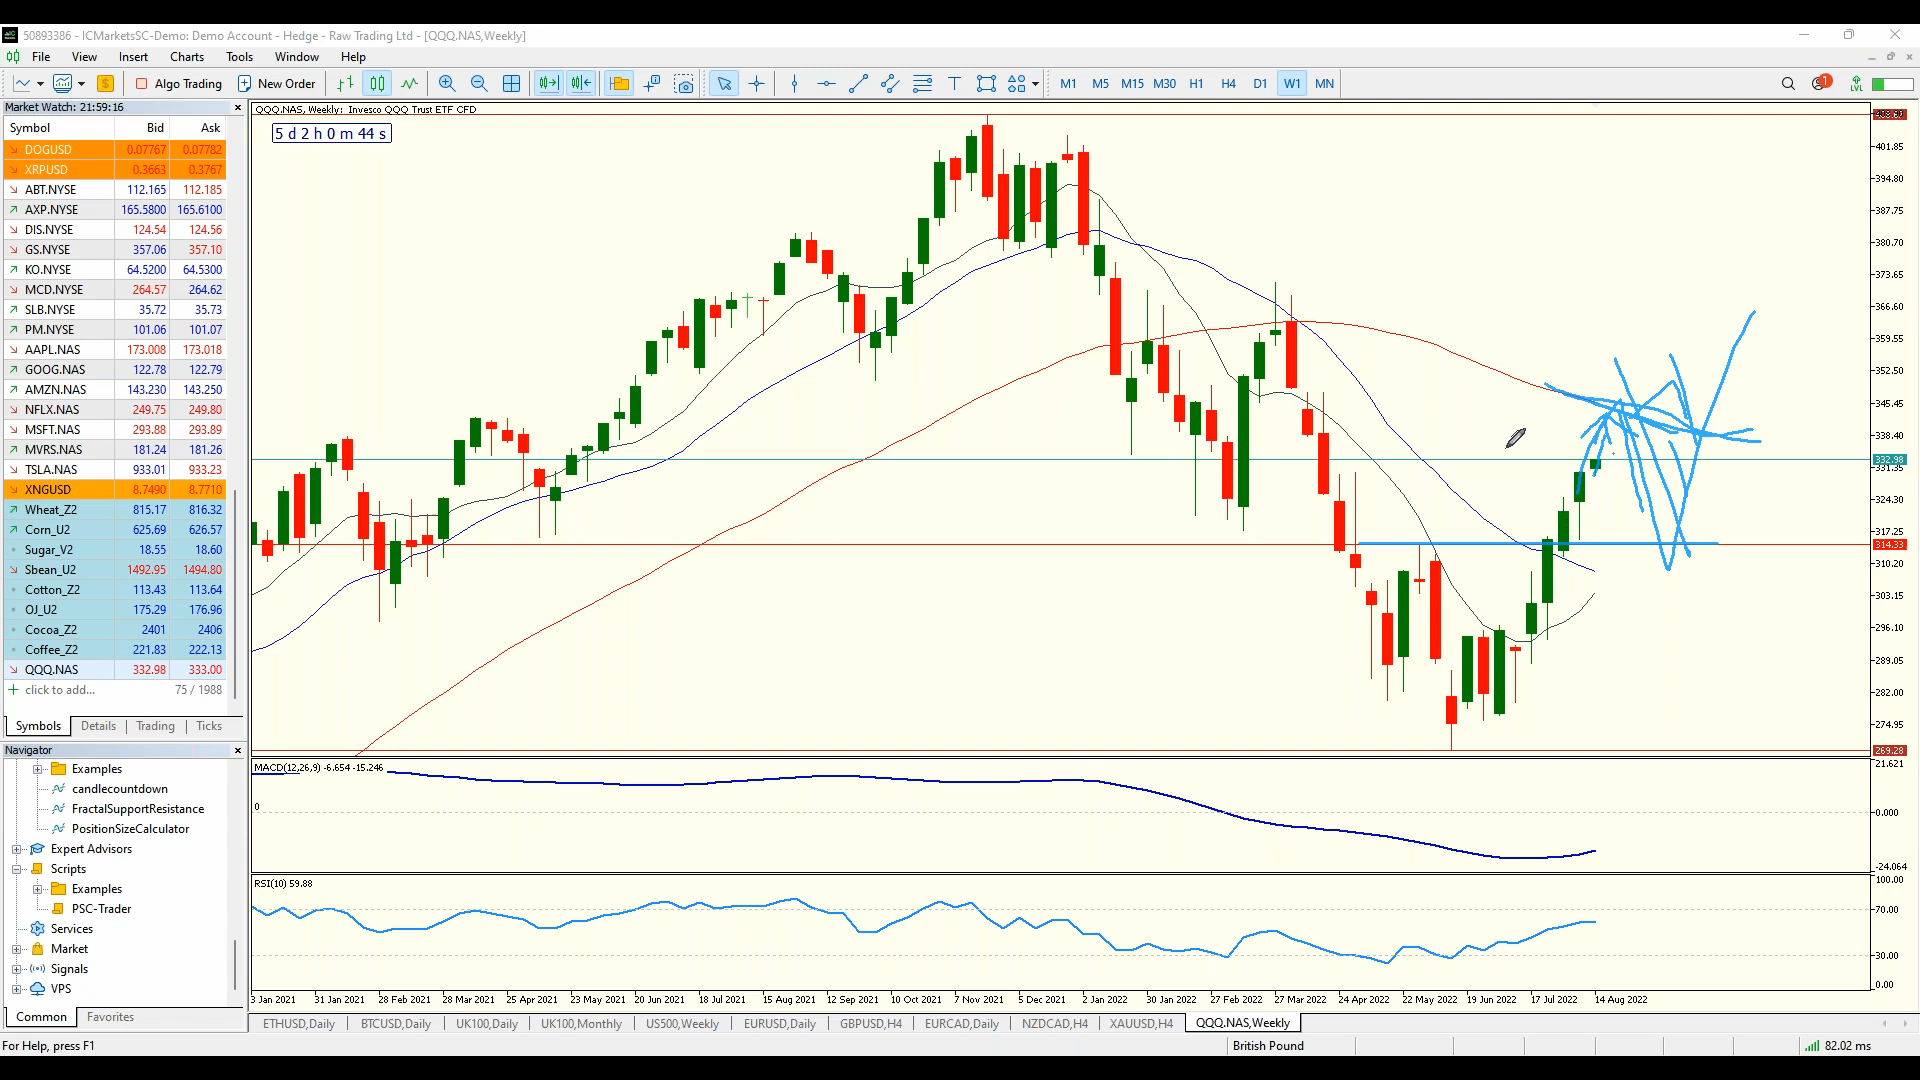 50893386 - ICMarketsSC-Demo: Demo Account - Hedge - Raw Trading Ltd - [QQQ.NAS,Weekly]
File View Insert Charts Tools Window Help
Algo Trading New Order M1 M5 M15 M30 H1 H4 D1 W1 MN 1
Market Watch: 21:59:16
Symbol Bid Ask
DOGUSD 0.07767 0.07782
XRPUSD 0.3663 0.3767
ABT.NYSE 112.165 112.185
AXP.NYSE 165.5800 165.6100
DIS.NYSE 124.54 124.56
GS.NYSE 357.06 357.10
KO.NYSE 64.5200 64.5300
MCD.NYSE 264.57 264.62
SLB.NYSE 35.72 35.73
PM.NYSE 101.06 101.07
AAPL.NAS 173.008 173.018
GOOG.NAS 122.78 122.79
AMZN.NAS 143.230 143.250
NFLX.NAS 249.75 249.80
MSFT.NAS 293.88 293.89
MVRS.NAS 181.24 181.26
TSLA.NAS 933.01 933.23
XNGUSD 8.7490 8.7710
Wheat_Z2 815.17 816.32
Corn_U2 625.69 626.57
Sugar_V2 18.55 18.60
Sbean_U2 1492.95 1494.80
Cotton_Z2 113.43 113.64
OJ_U2 175.29 176.96
Cocoa_Z2 2401 2406
Coffee_Z2 221.83 222.13
QQQ.NAS 332.98 333.00
click to add... 75 / 1988
Symbols Details Trading Ticks
Navigator
Examples
candlecountdown
FractalSupportResistance
PositionSizeCalculator
Expert Advisors
Scripts
Examples
PSC-Trader
Services
Market
Signals
VPS
Common Favorites
QQQ.NAS, Weekly: Invesco QQQ Trust ETF CFD
5 d 2 h 0 m 44 s
401.85
394.80
387.75
380.70
373.65
366.60
359.55
352.50
345.45
338.40
332.98
331.35
324.30
317.25
314.33
310.20
303.15
296.10
289.05
282.00
274.95
269.28
MACD(12,26,9) -6.654 -15.246
21.621
0
0.000
-24.064
RSI(10) 59.88
100.00
70.00
30.00
0.00
3 Jan 2021 31 Jan 2021 28 Feb 2021 28 Mar 2021 25 Apr 2021 23 May 2021 20 Jun 2021 18 Jul 2021 15 Aug 2021 12 Sep 2021 10 Oct 2021 7 Nov 2021 5 Dec 2021 2 Jan 2022 30 Jan 2022 27 Feb 2022 27 Mar 2022 24 Apr 2022 22 May 2022 19 Jun 2022 17 Jul 2022 14 Aug 2022
ETHUSD,Daily BTCUSD,Daily UK100,Daily UK100,Monthly US500,Weekly EURUSD,Daily GBPUSD,H4 EURCAD,Daily NZDCAD,H4 XAUUSD,H4 QQQ.NAS,Weekly
For Help, press F1 British Pound 82.02 ms